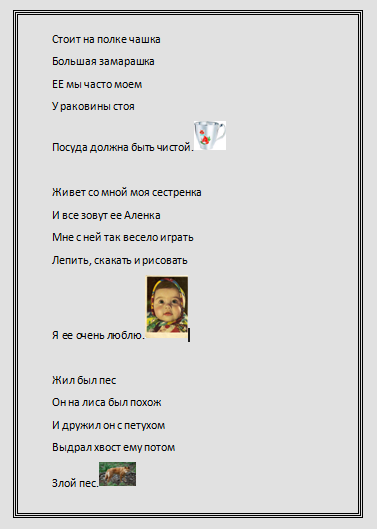 Стоит на полке чашка
Большая замарашка
ЕЕ мы часто моем
У раковины стоя
Посуда должна быть чистой.
Живет со мной моя сестренка
И все зовут ее Аленка
Мне с ней так весело играть
Лепить, скакать и рисовать
Я ее очень люблю.
Жил был пес
Он на лиса был похож
И дружил он с петухом
Выдрал хвост ему потом
Злой пес.